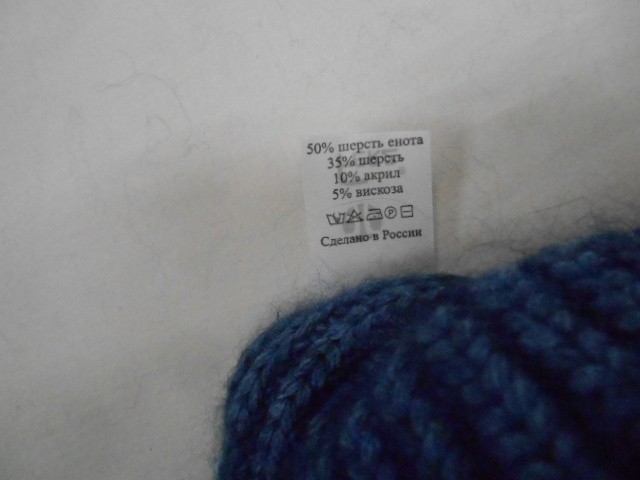 50% шерсть енота
35% шерсть
10% акрил
5% вискоза
Сделано в России